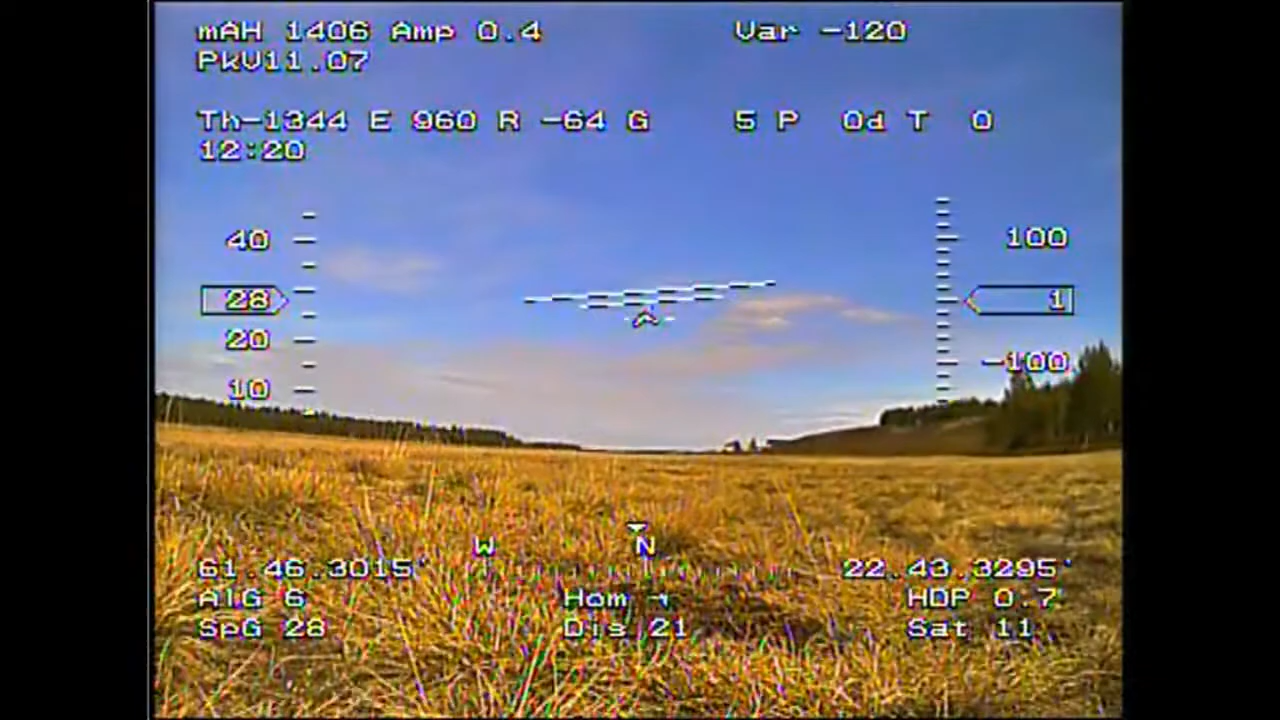 mAH 1406 Amp 0.4 Var -120
PkV11.07
Th-1344 E 960 R -64 G 5 P 0d T 0
12:20
40 100
28 1
20 -100
10
W N
61.46.3015' 22.43.3295'
AlG 6 Hom HDP 0.7
SpG 28 Dis 21 Sat 11